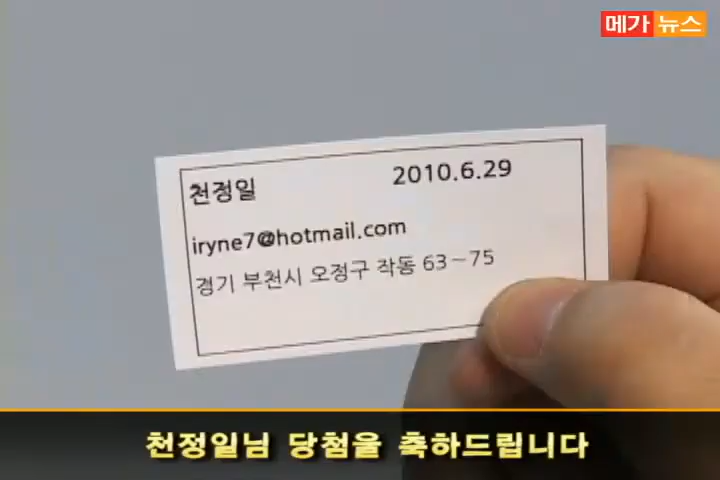 메가 뉴스
천정일 2010.6.29
iryne7@hotmail.com
경기 부천시 오정구 작동 63~75
천정일님 당첨을 축하드립니다